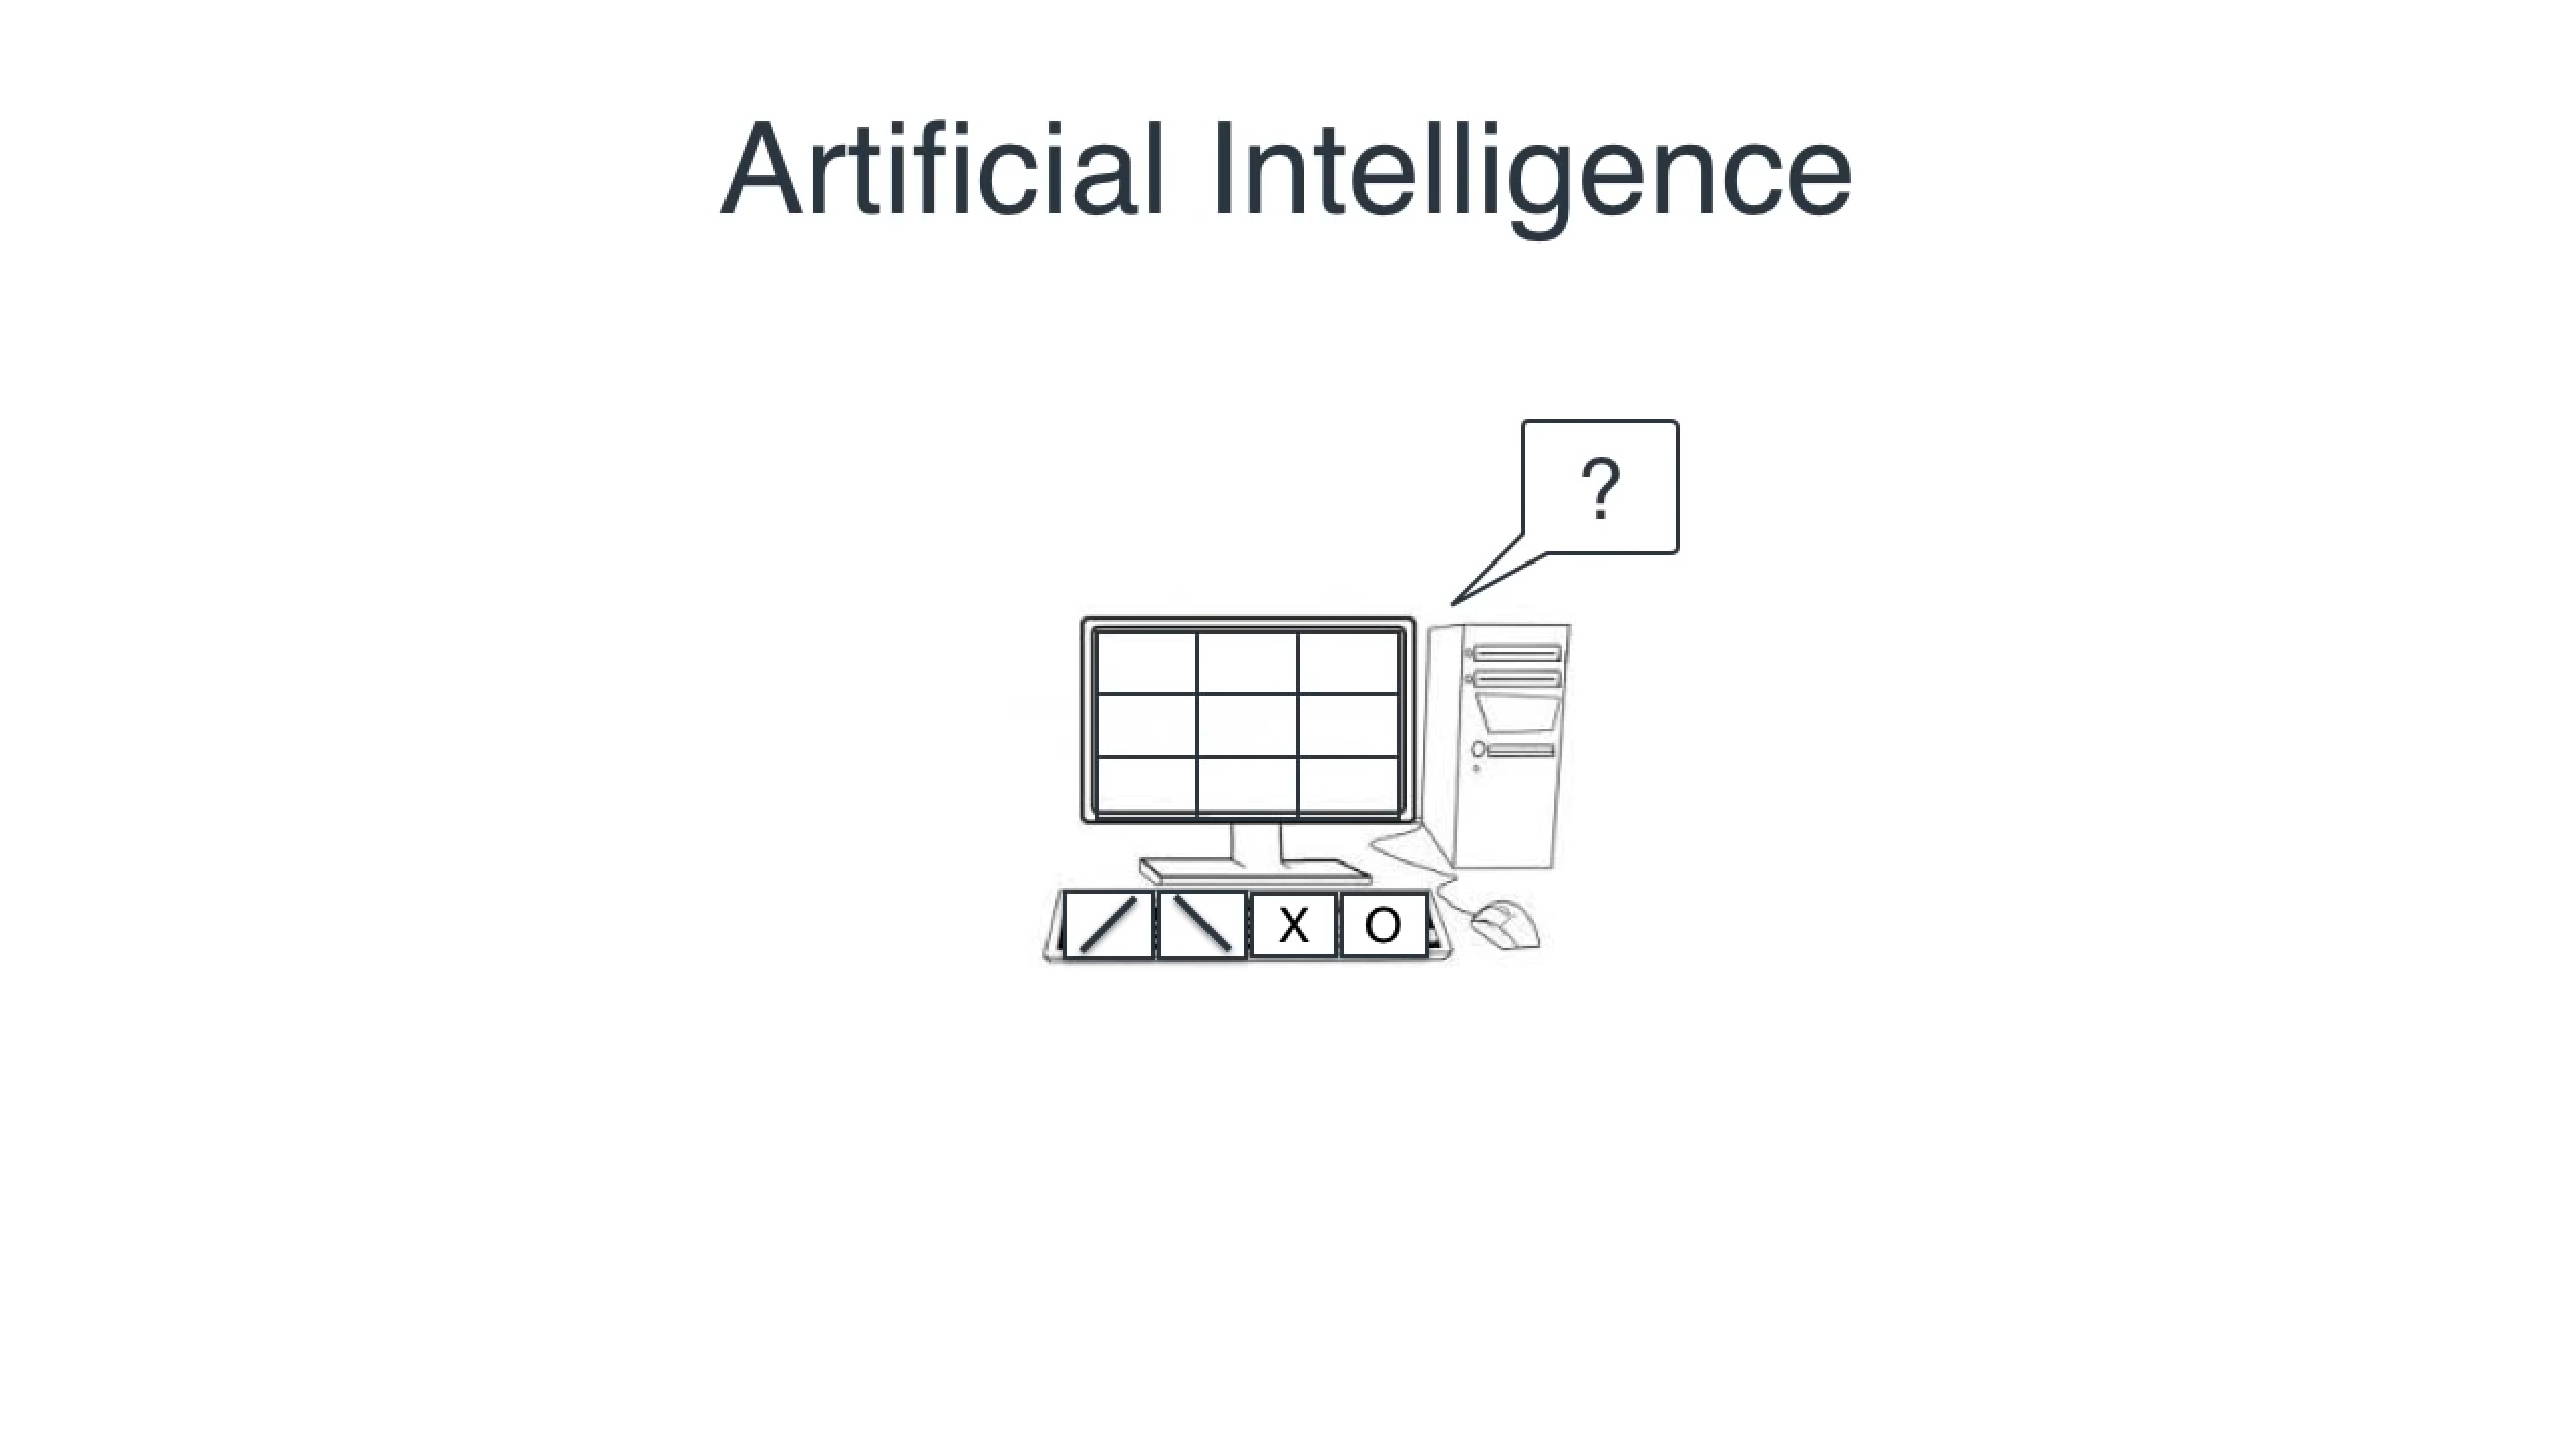 Artificial Intelligence
?
/ \ X O